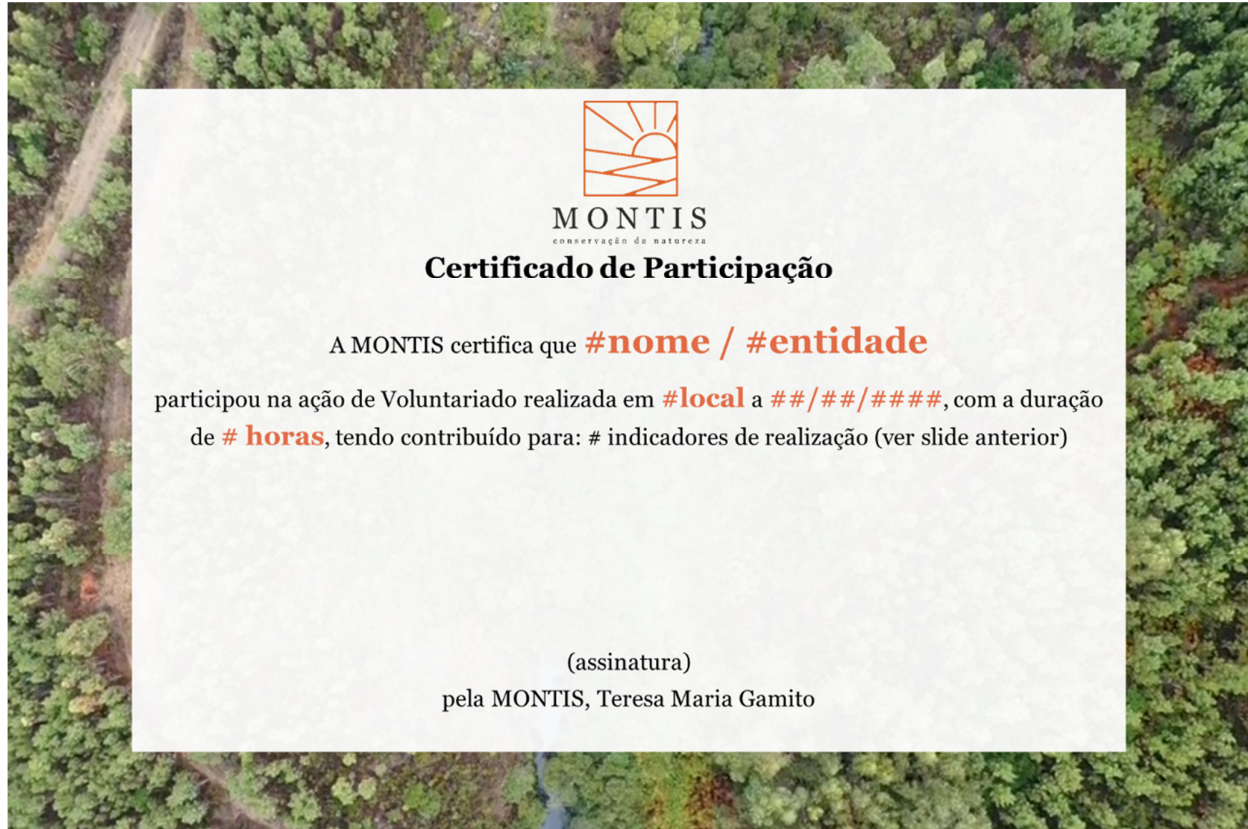 MONTIS
conservação da natureza
Certificado de Participação
A MONTIS certifica que #nome / #entidade
participou na ação de Voluntariado realizada em #local a ##/##/####, com a duração
de # horas, tendo contribuído para: # indicadores de realização (ver slide anterior)
(assinatura)
pela MONTIS, Teresa Maria Gamito